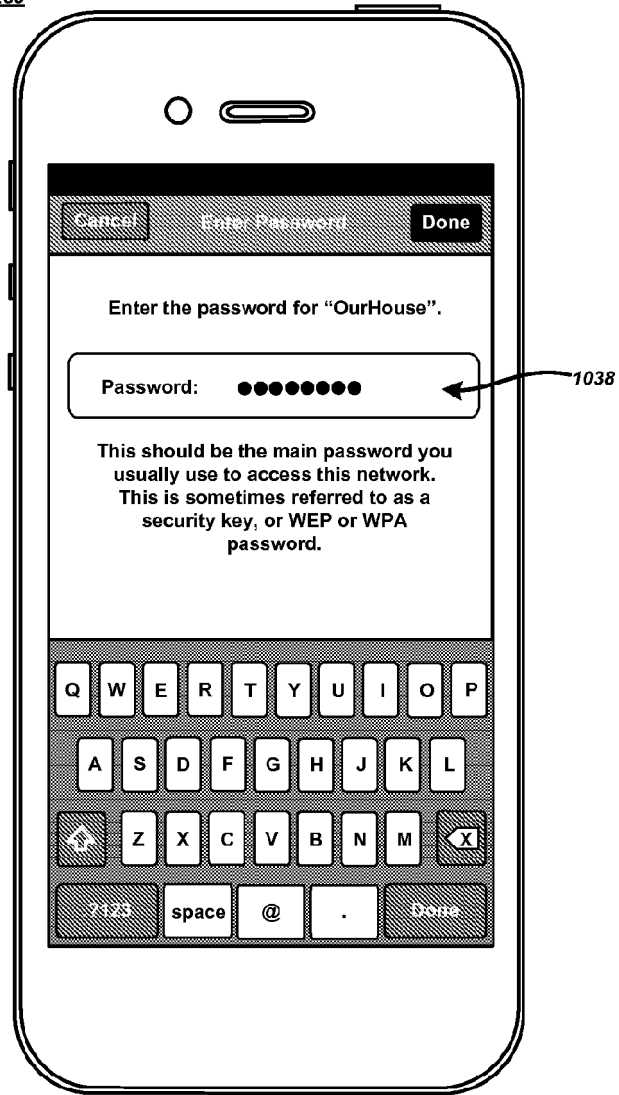 Cancel Enter Password Done
Enter the password for “OurHouse”.
Password: ●●●●●●●●
1038
This should be the main password you
usually use to access this network.
This is sometimes referred to as a
security key, or WEP or WPA
password.
Q W E R T Y U I O P
A S D F G H J K L
Z X C V B N M X
?123 space @ . Done